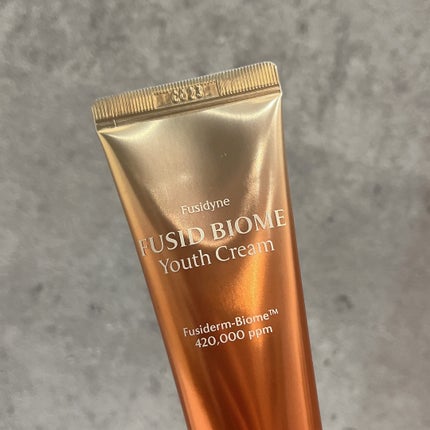 Fusidyne
FUSID BIOME
Youth Cream
Fusiderm-Biome™
420,000 ppm